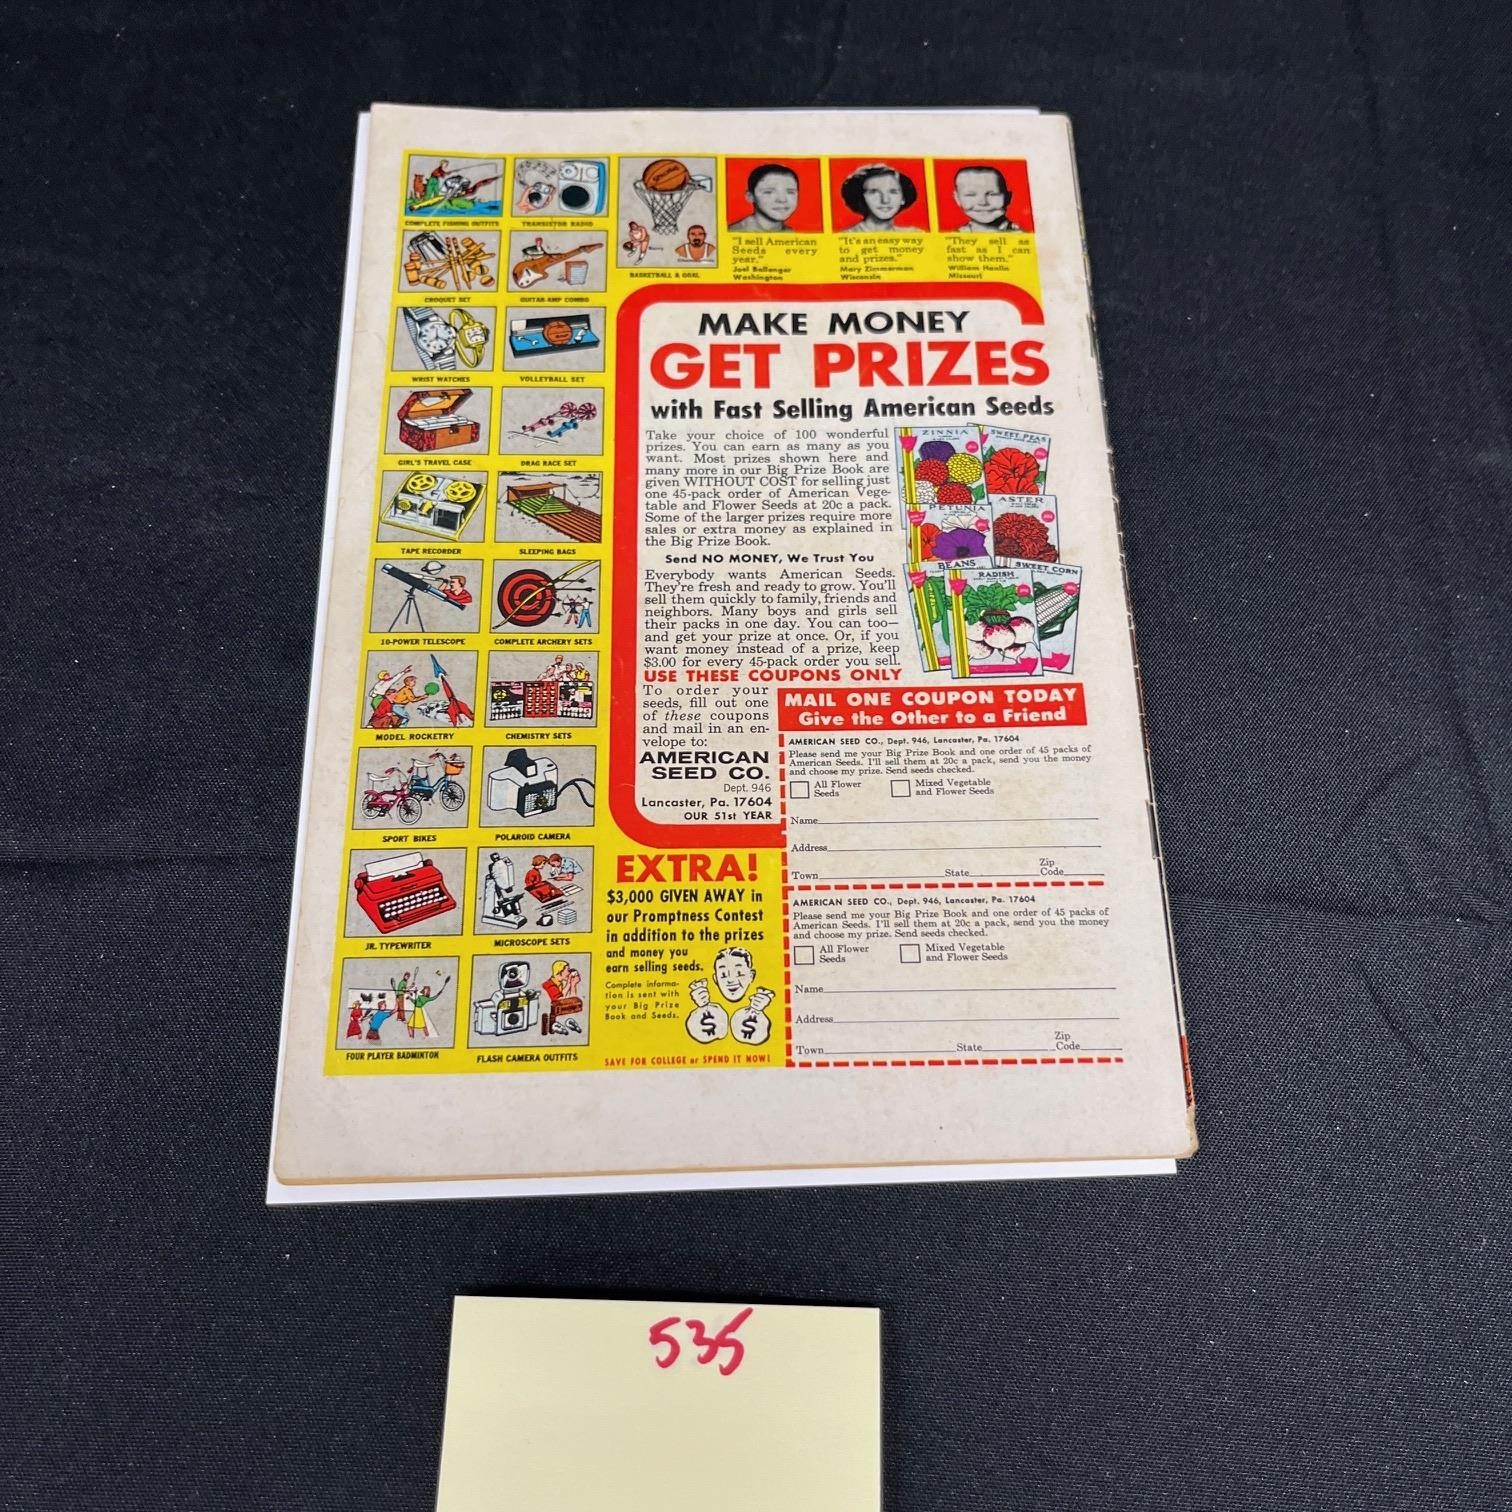 COMPLETE FISHING OUTFITS
TRANSISTOR RADIO
BASKETBALL & GOAL
CROQUET SET
GUITAR-AMP COMBO
WRIST WATCHES
VOLLEYBALL SET
GIRL'S TRAVEL CASE
DRAG RACE SET
TAPE RECORDER
SLEEPING BAGS
10-POWER TELESCOPE
COMPLETE ARCHERY SETS
MODEL ROCKETRY
CHEMISTRY SETS
SPORT BIKES
POLAROID CAMERA
JR. TYPEWRITER
MICROSCOPE SETS
FOUR PLAYER BADMINTON
FLASH CAMERA OUTFITS
"I sell American
Seeds every
year."
Joel Ballanger
Washington
"It's an easy way
to get money
and prizes."
Mary Zimmerman
Wisconsin
"They sell as
fast as I can
show them."
William Hanlin
Missouri
MAKE MONEY
GET PRIZES
with Fast Selling American Seeds
Take your choice of 100 wonderful
prizes. You can earn as many as you
want. Most prizes shown here and
many more in our Big Prize Book are
given WITHOUT COST for selling just
one 45-pack order of American Vege-
table and Flower Seeds at 20c a pack.
Some of the larger prizes require more
sales or extra money as explained in
the Big Prize Book.
Send NO MONEY, We Trust You
Everybody wants American Seeds.
They're fresh and ready to grow. You'll
sell them quickly to family, friends and
neighbors. Many boys and girls sell
their packs in one day. You can too—
and get your prize at once. Or, if you
want money instead of a prize, keep
$3.00 for every 45-pack order you sell.
USE THESE COUPONS ONLY
To order your
seeds, fill out one
of these coupons
and mail in an en-
velope to:
AMERICAN
SEED CO.
Dept. 946
Lancaster, Pa. 17604
OUR 51st YEAR
ZINNIA
SWEET PEAS
PETUNIA
ASTER
BEANS
RADISH
SWEET CORN
MAIL ONE COUPON TODAY
Give the Other to a Friend
AMERICAN SEED CO., Dept. 946, Lancaster, Pa. 17604
Please send me your Big Prize Book and one order of 45 packs of
American Seeds. I'll sell them at 20c a pack, send you the money
and choose my prize. Send seeds checked.
All Flower
Seeds
Mixed Vegetable
and Flower Seeds
Name
Address
Town State Zip
Code
AMERICAN SEED CO., Dept. 946, Lancaster, Pa. 17604
Please send me your Big Prize Book and one order of 45 packs of
American Seeds. I'll sell them at 20c a pack, send you the money
and choose my prize. Send seeds checked.
All Flower
Seeds
Mixed Vegetable
and Flower Seeds
Name
Address
Town State Zip
Code
EXTRA!
$3,000 GIVEN AWAY in
our Promptness Contest
in addition to the prizes
and money you
earn selling seeds.
Complete informa-
tion is sent with
your Big Prize
Book and Seeds.
$ $
SAVE FOR COLLEGE or SPEND IT NOW!
535